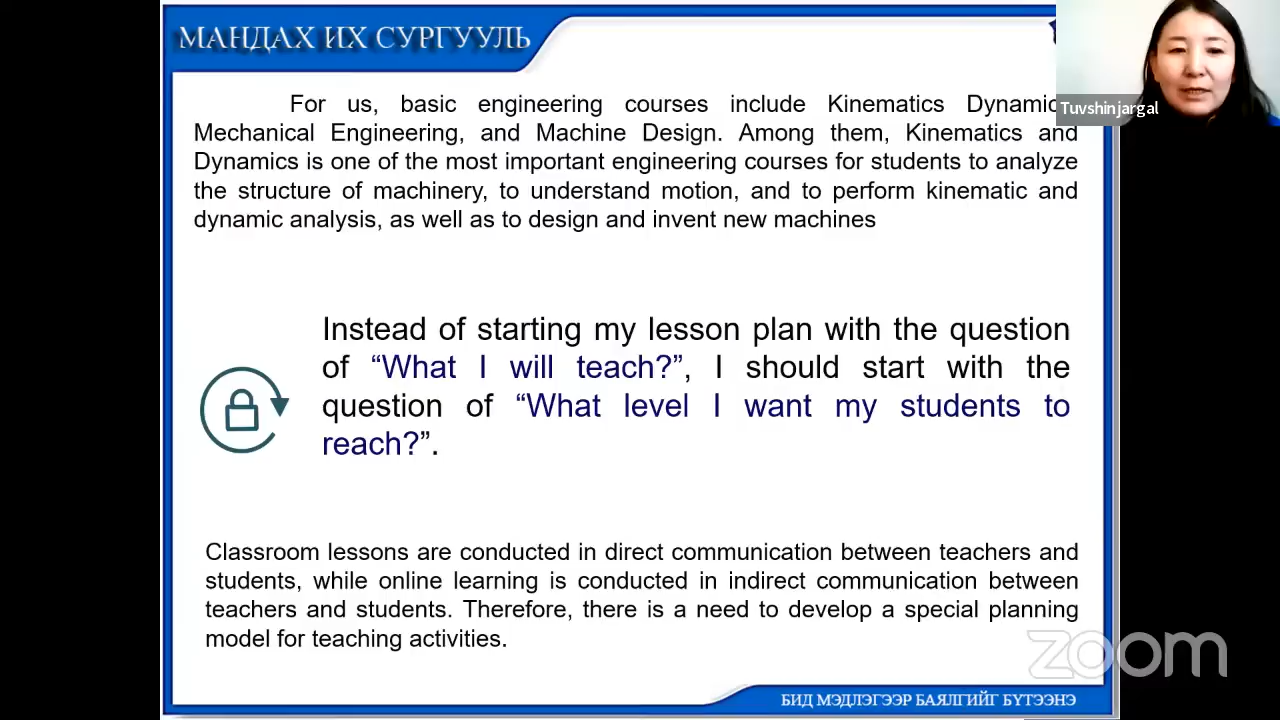 МАНДАХ ИХ СУРГУУЛЬ
Tuvshinjargal
For us, basic engineering courses include Kinematics Dynamic
Mechanical Engineering, and Machine Design. Among them, Kinematics and
Dynamics is one of the most important engineering courses for students to analyze
the structure of machinery, to understand motion, and to perform kinematic and
dynamic analysis, as well as to design and invent new machines
Instead of starting my lesson plan with the question
of “What I will teach?”, I should start with the
question of “What level I want my students to
reach?”.
Classroom lessons are conducted in direct communication between teachers and
students, while online learning is conducted in indirect communication between
teachers and students. Therefore, there is a need to develop a special planning
model for teaching activities.
zoom
БИД МЭДЛЭГЭЭР БАЯЛГИЙГ БҮТЭЭНЭ